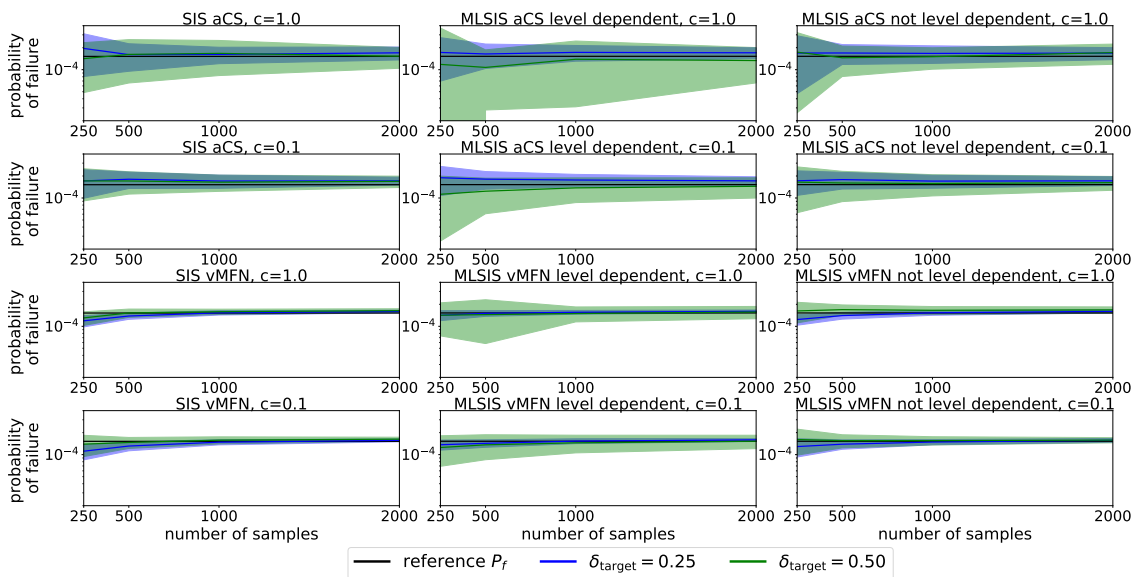 SIS aCS, c=1.0
MLSIS aCS level dependent, c=1.0
MLSIS aCS not level dependent, c=1.0
probability
of failure
10⁻⁴
10⁻⁴
10⁻⁴
250 500 1000 2000
250 500 1000 2000
250 500 1000 2000
SIS aCS, c=0.1
MLSIS aCS level dependent, c=0.1
MLSIS aCS not level dependent, c=0.1
probability
of failure
10⁻⁴
10⁻⁴
10⁻⁴
250 500 1000 2000
250 500 1000 2000
250 500 1000 2000
SIS vMFN, c=1.0
MLSIS vMFN level dependent, c=1.0
MLSIS vMFN not level dependent, c=1.0
probability
of failure
10⁻⁴
10⁻⁴
10⁻⁴
250 500 1000 2000
250 500 1000 2000
250 500 1000 2000
SIS vMFN, c=0.1
MLSIS vMFN level dependent, c=0.1
MLSIS vMFN not level dependent, c=0.1
probability
of failure
10⁻⁴
10⁻⁴
10⁻⁴
250 500 1000 2000
250 500 1000 2000
250 500 1000 2000
number of samples
number of samples
number of samples
reference P_f
δ_target = 0.25
δ_target = 0.50